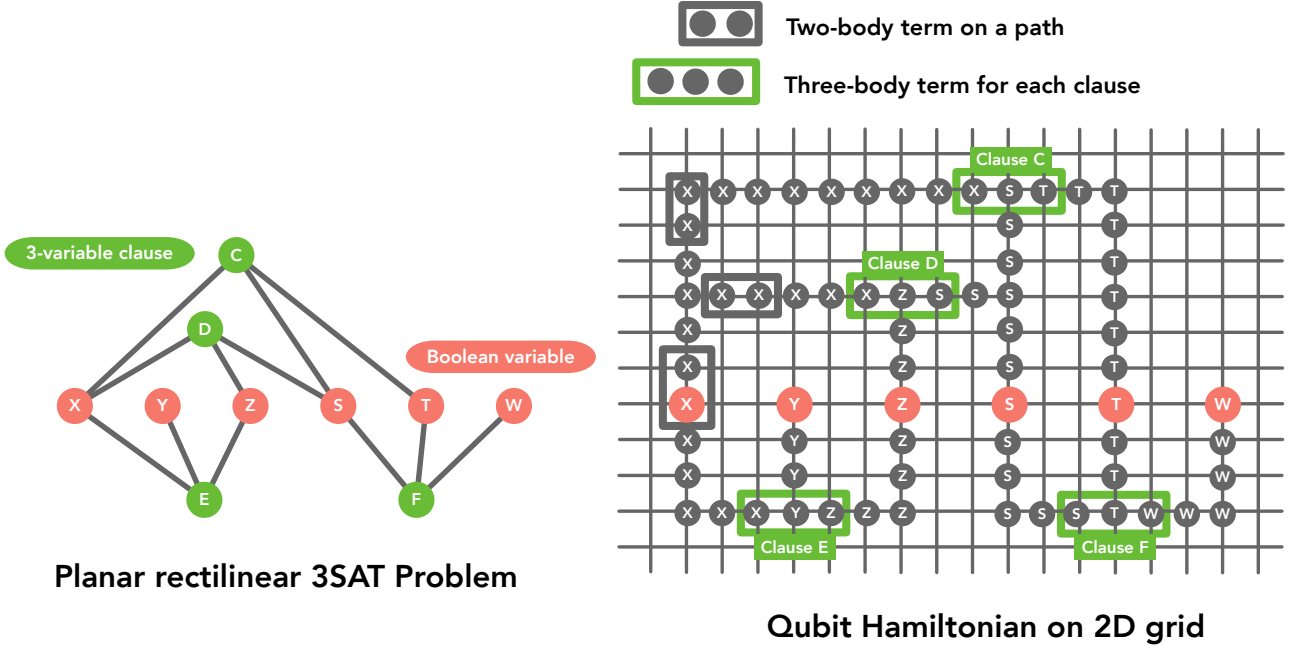 Two-body term on a path
Three-body term for each clause
3-variable clause
C
D
Boolean variable
X Y Z S T W
E F
Planar rectilinear 3SAT Problem
Clause C
X X X X X X X X X S T T T
X S T
X S T
Clause D
X X X X X X Z S S S T
X Z S T
X Z S T
X Y Z S T W
X Y Z S T W
X Y Z S T W
X X X Y Z Z Z S S S T W W W
Clause E Clause F
Qubit Hamiltonian on 2D grid